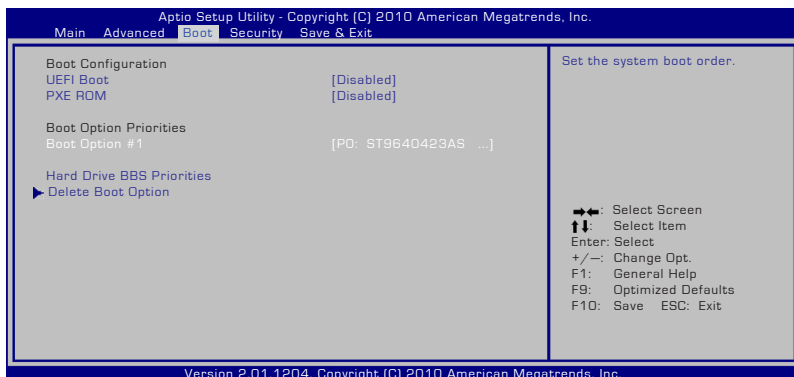 Aptio Setup Utility - Copyright (C) 2010 American Megatrends, Inc.
Main Advanced Boot Security Save & Exit
Boot Configuration
UEFI Boot [Disabled]
PXE ROM [Disabled]
Boot Option Priorities
Boot Option #1 [P0: ST9640423AS ...]
Hard Drive BBS Priorities
Delete Boot Option
Set the system boot order.
→←: Select Screen
↑↓: Select Item
Enter: Select
+/—: Change Opt.
F1: General Help
F9: Optimized Defaults
F10: Save ESC: Exit
Version 2.01.1204. Copyright (C) 2010 American Megatrends, Inc.